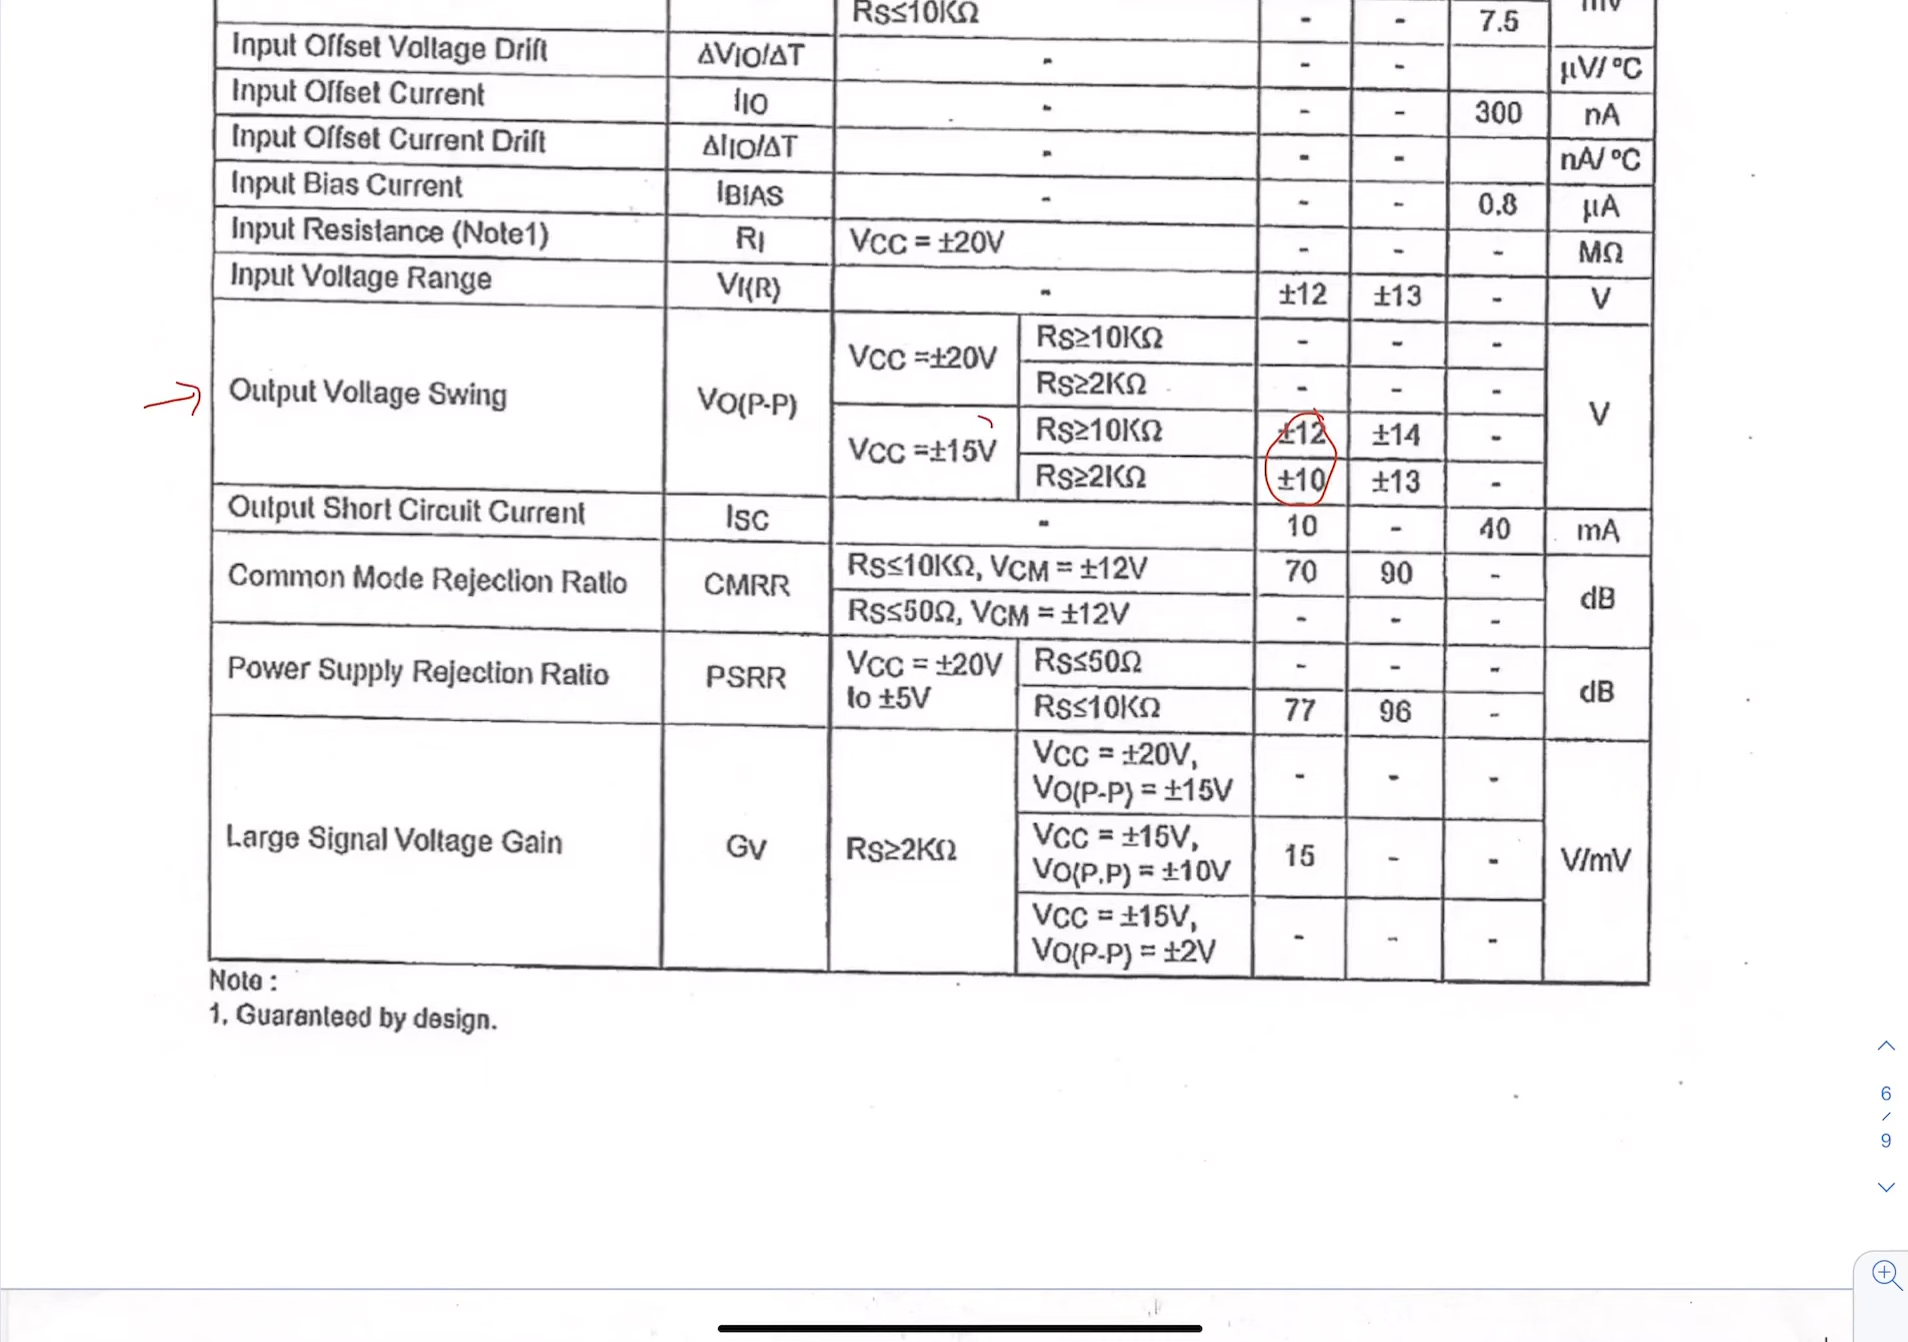 RS≤10KΩ - - 7.5 mV
Input Offset Voltage Drift ΔVIO/ΔT - - - μV/ºC
Input Offset Current IIO - - - 300 nA
Input Offset Current Drift ΔIIO/ΔT - - - nA/ºC
Input Bias Current IBIAS - - - 0.8 μA
Input Resistance (Note1) RI VCC = ±20V - - - MΩ
Input Voltage Range VI(R) - ±12 ±13 - V
Output Voltage Swing VO(P-P) VCC =±20V RS≥10KΩ - - - V
RS≥2KΩ - - -
VCC =±15V RS≥10KΩ ±12 ±14 -
RS≥2KΩ ±10 ±13 -
Output Short Circuit Current ISC - 10 - 40 mA
Common Mode Rejection Ratio CMRR RS≤10KΩ, VCM = ±12V 70 90 - dB
RS≤50Ω, VCM = ±12V - - -
Power Supply Rejection Ratio PSRR VCC = ±20V RS≤50Ω - - - dB
to ±5V RS≤10KΩ 77 96 -
Large Signal Voltage Gain GV RS≥2KΩ VCC = ±20V, - - - V/mV
VO(P-P) = ±15V
VCC = ±15V, 15 - -
VO(P.P) = ±10V
VCC = ±15V, - - -
VO(P-P) = ±2V
Note :
1. Guaranteed by design.
6
/
9